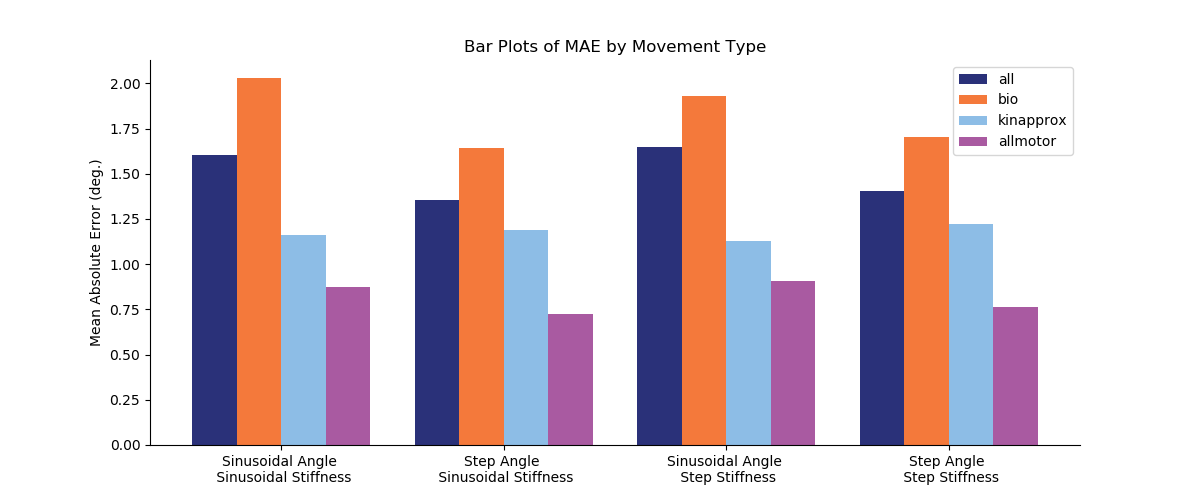 Bar Plots of MAE by Movement Type
all
bio
kinapprox
allmotor
Mean Absolute Error (deg.)
2.00
1.75
1.50
1.25
1.00
0.75
0.50
0.25
0.00
Sinusoidal Angle
Sinusoidal Stiffness
Step Angle
Sinusoidal Stiffness
Sinusoidal Angle
Step Stiffness
Step Angle
Step Stiffness